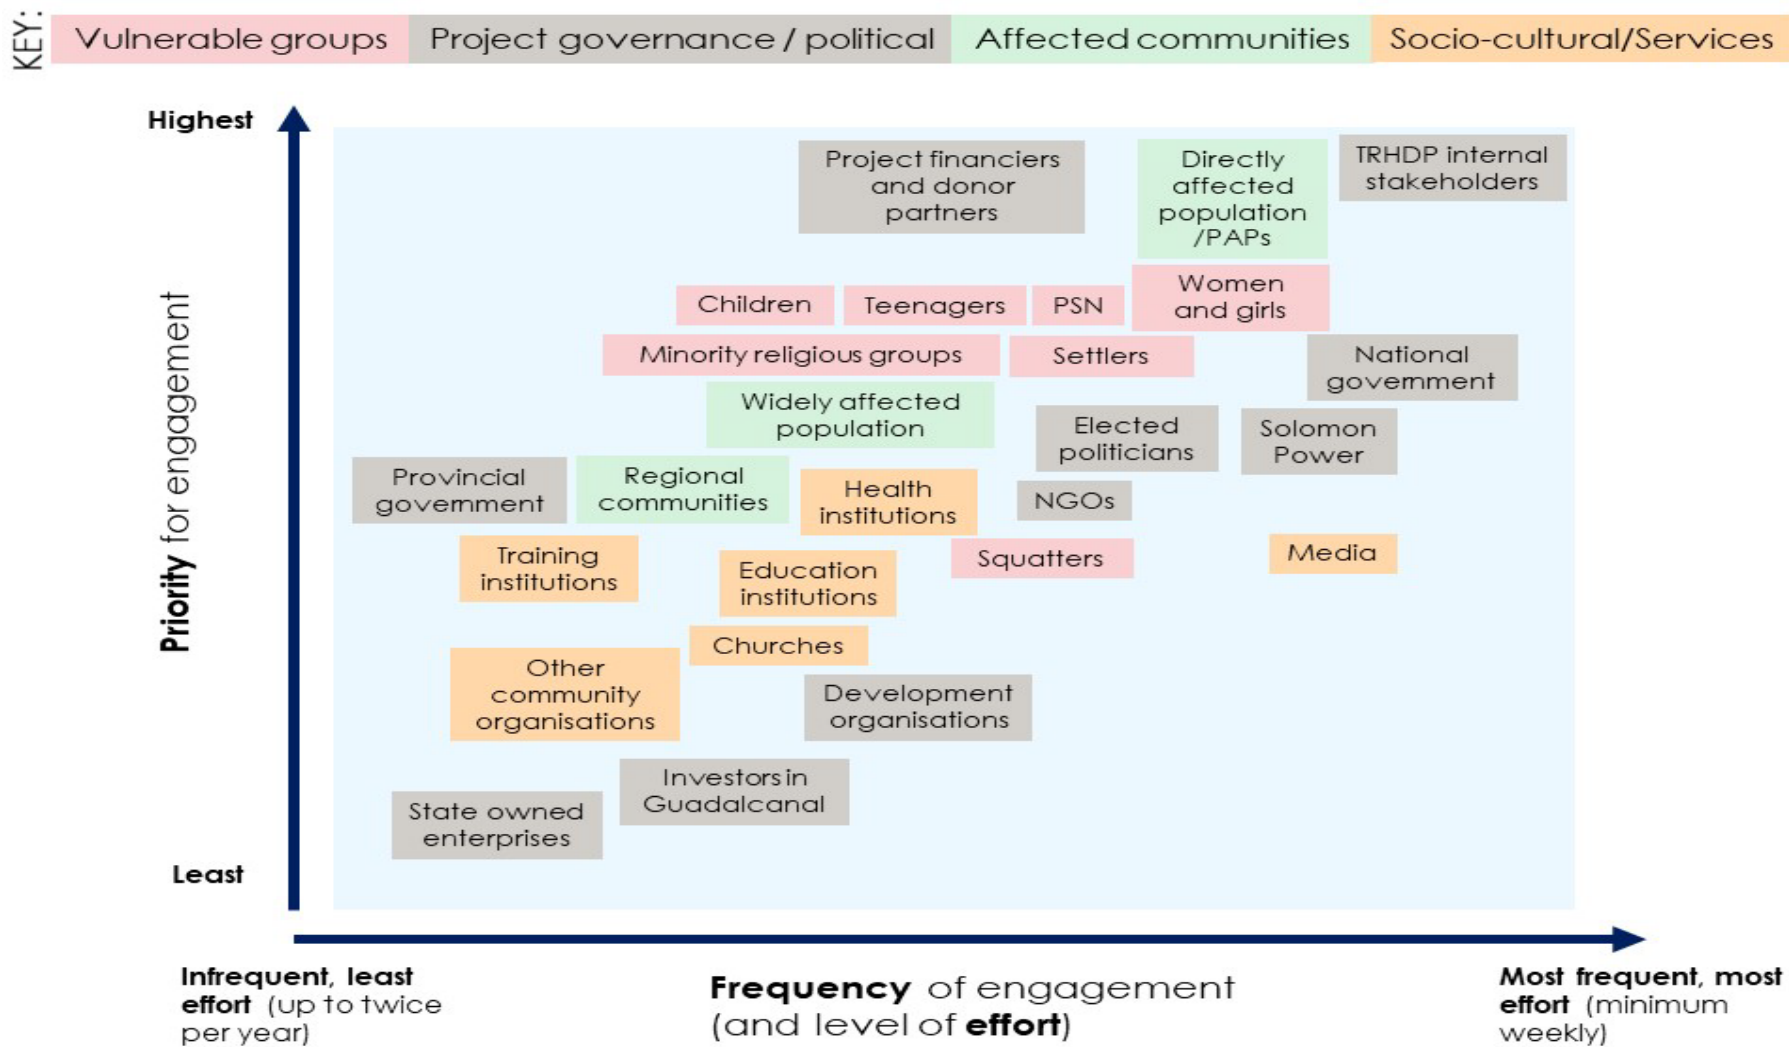 KEY:
Vulnerable groups
Project governance / political
Affected communities
Socio-cultural/Services
Highest
Project financiers
and donor
partners
Directly
affected
population
/PAPs
TRHDP internal
stakeholders
Women
and girls
Children
Teenagers
PSN
Minority religious groups
Settlers
National
government
Widely affected
population
Elected
politicians
Solomon
Power
Provincial
government
Regional
communities
Health
institutions
NGOs
Training
institutions
Education
institutions
Squatters
Media
Churches
Other
community
organisations
Development
organisations
Investors in
Guadalcanal
State owned
enterprises
Priority for engagement
Least
Infrequent, least
effort (up to twice
per year)
Frequency of engagement
(and level of effort)
Most frequent, most
effort (minimum
weekly)